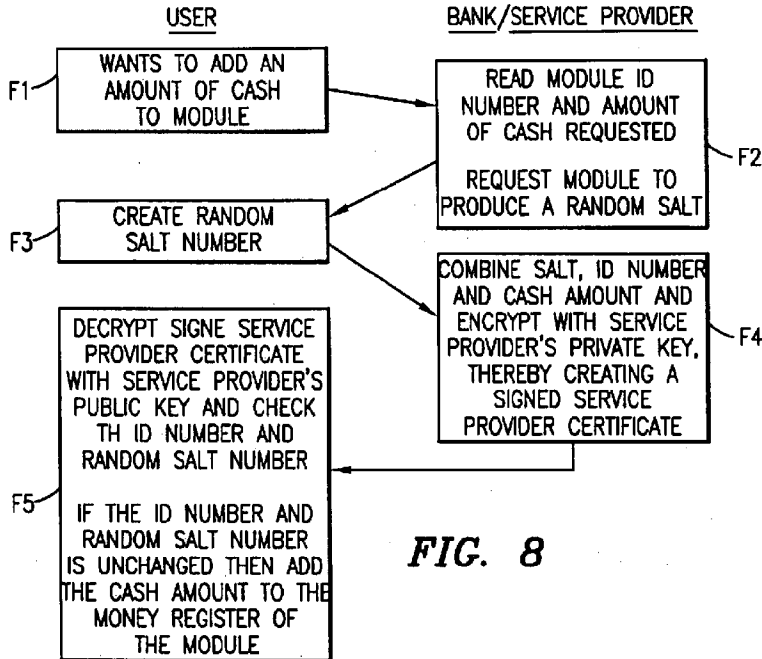 USER
BANK/SERVICE PROVIDER
F1
WANTS TO ADD AN
AMOUNT OF CASH
TO MODULE
READ MODULE ID
NUMBER AND AMOUNT
OF CASH REQUESTED
REQUEST MODULE TO
PRODUCE A RANDOM SALT
F2
F3
CREATE RANDOM
SALT NUMBER
COMBINE SALT, ID NUMBER
AND CASH AMOUNT AND
ENCRYPT WITH SERVICE
PROVIDER'S PRIVATE KEY,
THEREBY CREATING A
SIGNED SERVICE
PROVIDER CERTIFICATE
F4
DECRYPT SIGNE SERVICE
PROVIDER CERTIFICATE
WITH SERVICE PROVIDER'S
PUBLIC KEY AND CHECK
TH ID NUMBER AND
RANDOM SALT NUMBER
F5
IF THE ID NUMBER AND
RANDOM SALT NUMBER
IS UNCHANGED THEN ADD
THE CASH AMOUNT TO THE
MONEY REGISTER OF
THE MODULE
FIG. 8